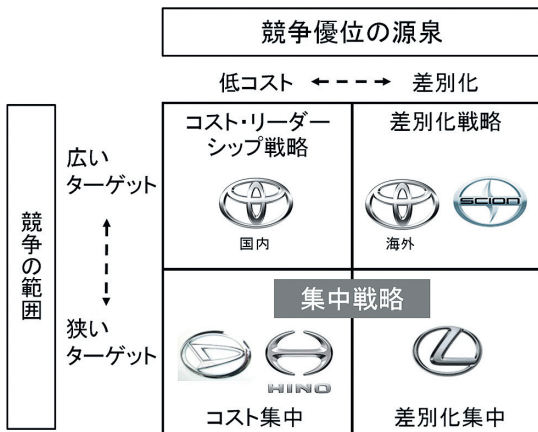 競争優位の源泉
低コスト
差別化
競争の範囲
広い
ターゲット
狭い
ターゲット
コスト・リーダー
シップ戦略
国内
差別化戦略
SCION
海外
集中戦略
HINO
コスト集中
差別化集中